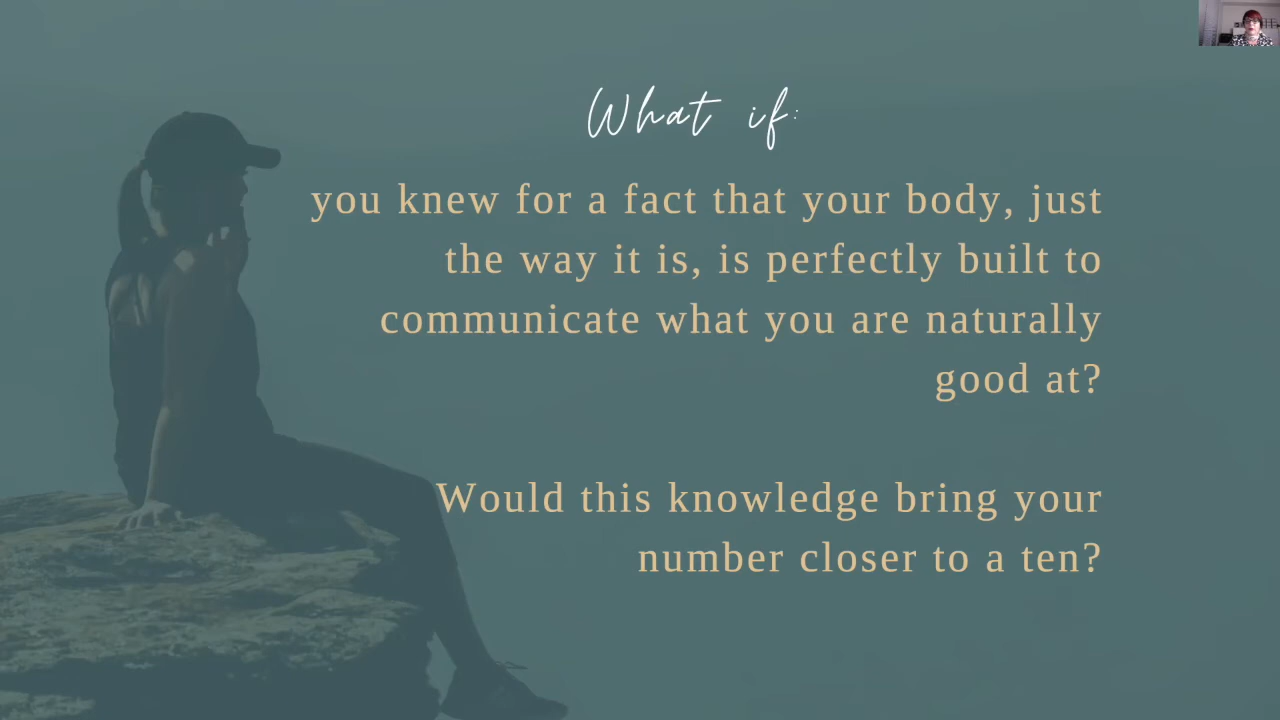 What if:
you knew for a fact that your body, just
the way it is, is perfectly built to
communicate what you are naturally
good at?
Would this knowledge bring your
number closer to a ten?